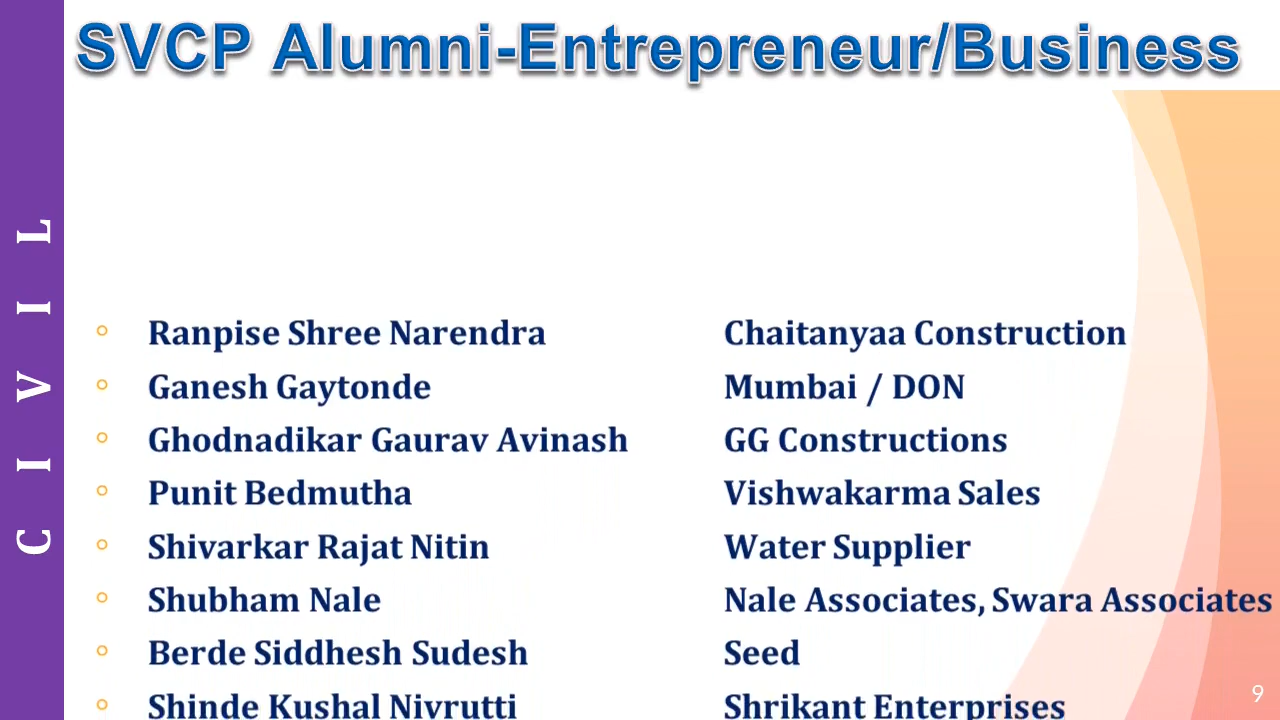 SVCP Alumni-Entrepreneur/Business
CIVIL
Ranpise Shree Narendra Chaitanyaa Construction
Ganesh Gaytonde Mumbai / DON
Ghodnadikar Gaurav Avinash GG Constructions
Punit Bedmutha Vishwakarma Sales
Shivarkar Rajat Nitin Water Supplier
Shubham Nale Nale Associates, Swara Associates
Berde Siddhesh Sudesh Seed
Shinde Kushal Nivrutti Shrikant Enterprises
9